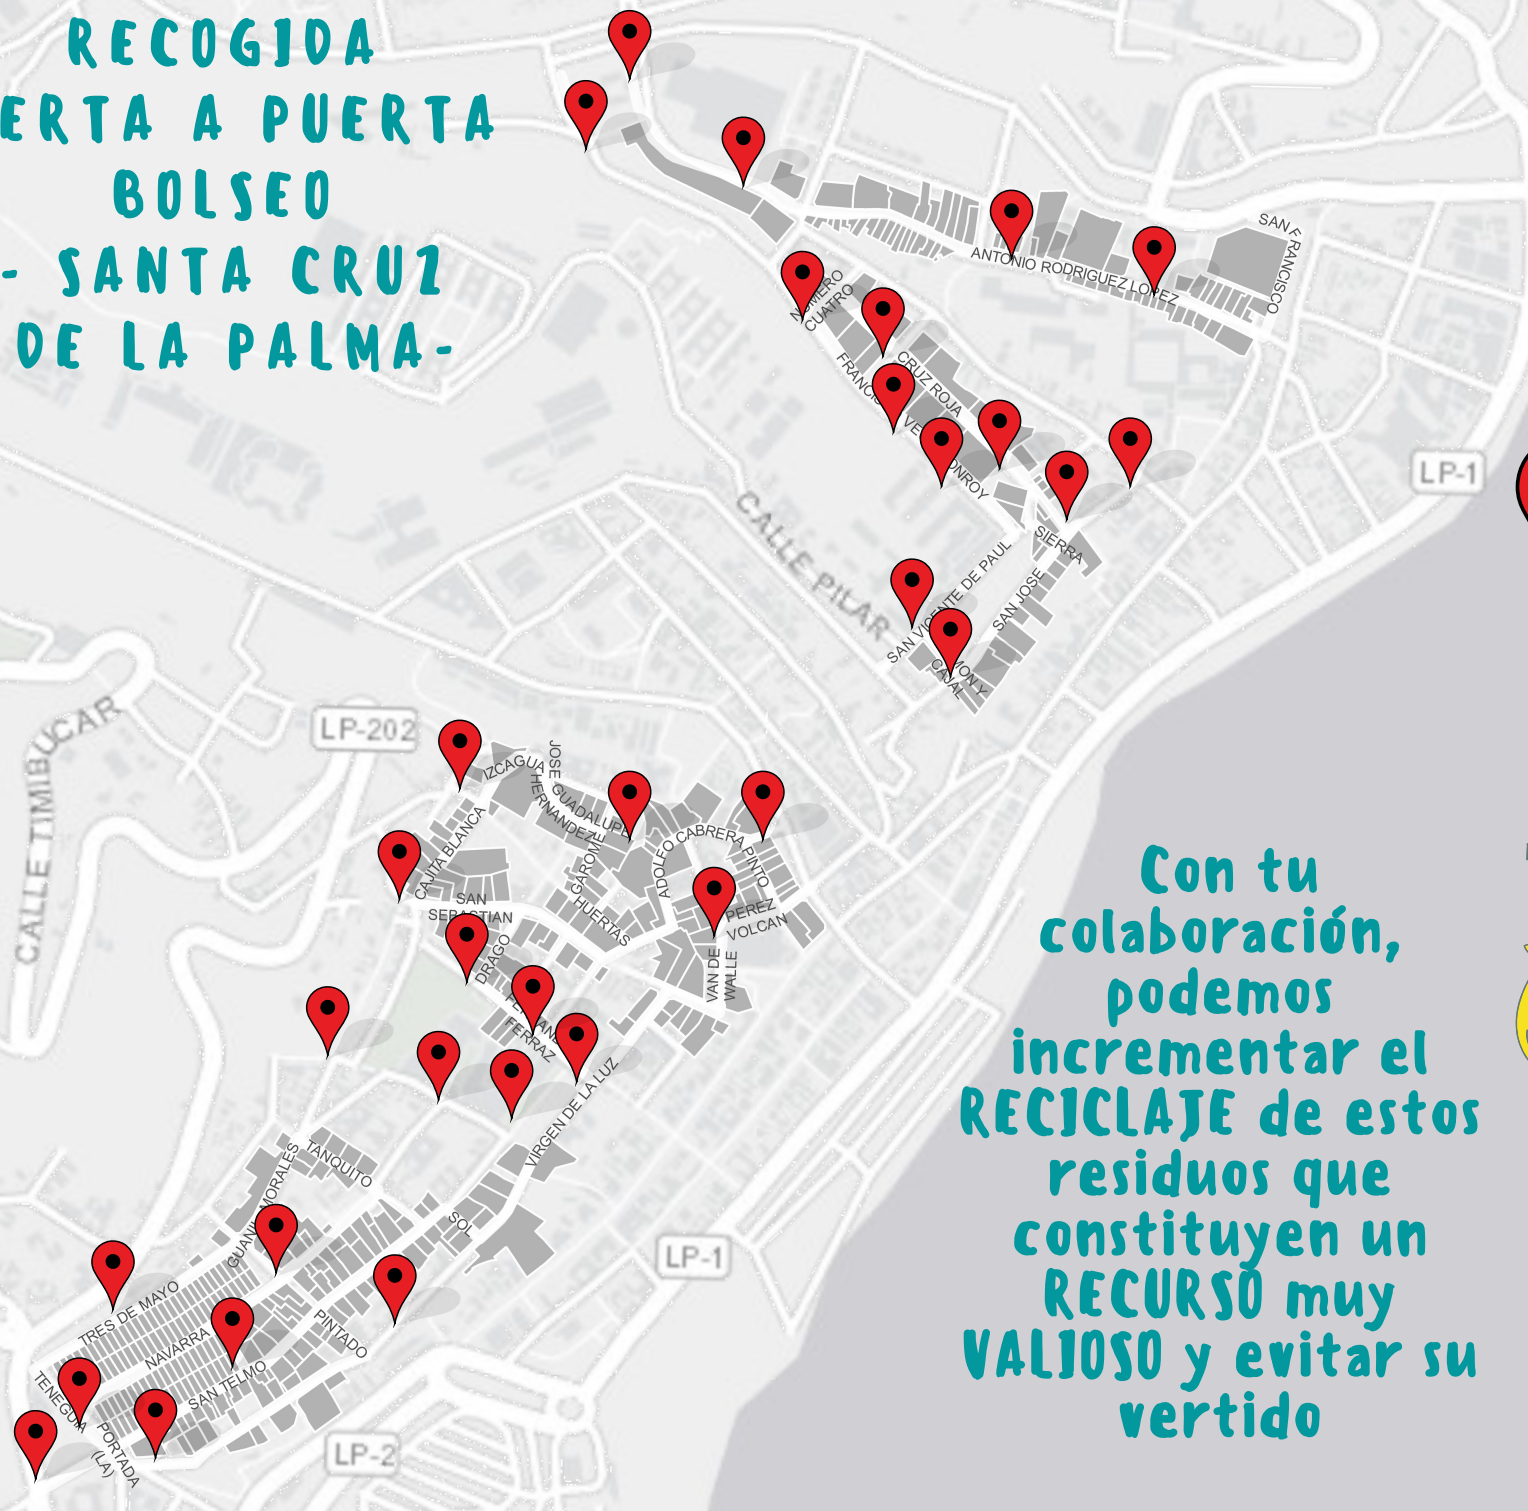 RECOGIDA
ERTA A PUERTA
BOLSEO
- SANTA CRUZ
DE LA PALMA-
SAN FRANCISCO
ANTONIO RODRIGUEZ LOPEZ
NUMERO
CUATRO
CRUZ ROJA
LP-1
CALLE PILAR
SIERRA
SAN VICENTE DE PAUL
SAN JOSE
CAJAL
CALLE TIMIBUCAR
LP-202
IZCAGUA
JOSE GUADALUPE
HERNANDEZ
CAJITA BLANCA
GAROME
ADOLFO CABRERA PINTO
SAN
SEBASTIAN
HUERTAS
PEREZ
VOLCAN
DRAGO
VAN DE
WALLE
FERRAZ
VIRGEN DE LA LUZ
TANQUITO
MORALES
SOL
LP-1
TRES DE MAYO
NAVARRA
PINTADO
SAN TELMO
TENEGUIA
PORTADA
(LA)
LP-2
Con tu
colaboración,
podemos
incrementar el
RECICLAJE de estos
residuos que
constituyen un
RECURSO muy
VALIOSO y evitar su
vertido